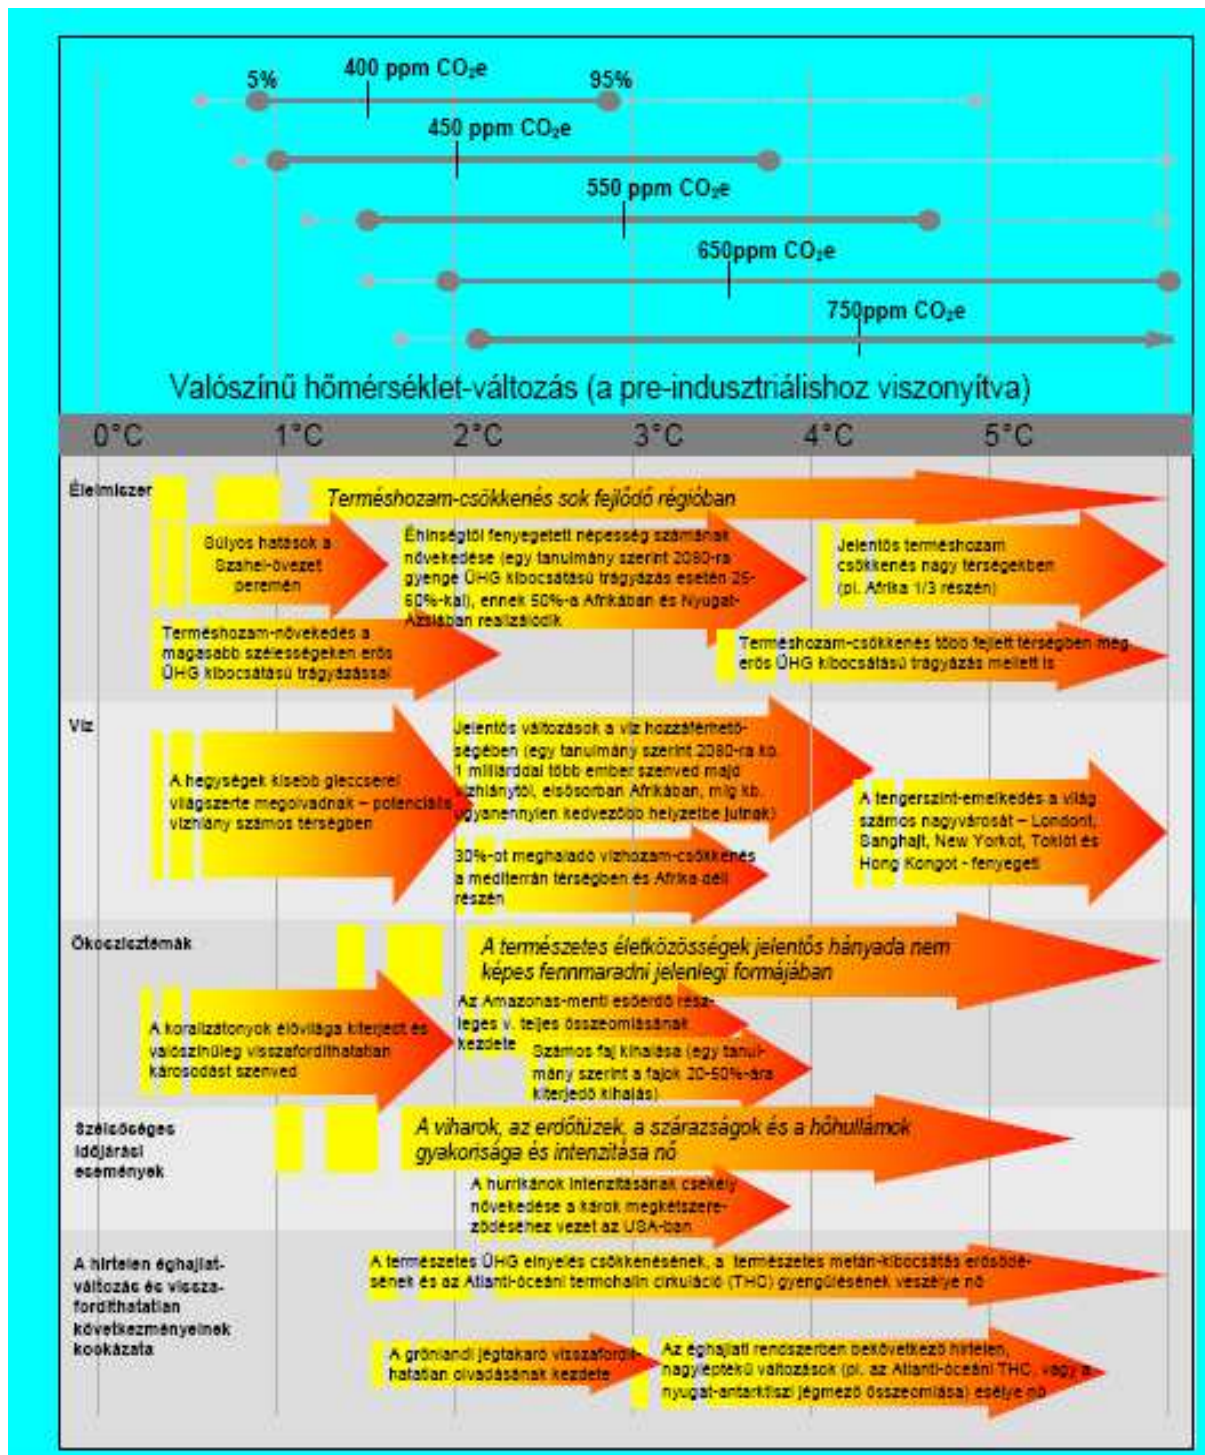 400 ppm CO₂e
5%
95%
450 ppm CO₂e
550 ppm CO₂e
650ppm CO₂e
750ppm CO₂e
Valószínű hőmérséklet-változás (a pre-indusztriálishoz viszonyítva)
0°C 1°C 2°C 3°C 4°C 5°C
Élelmiszer
Terméshozam-csökkenés sok fejlődő régióban
Súlyos hatások a
Szahel-övezet
peremén
Éhinségtől fenyegetett népesség számának
növekedése (egy tanulmány szerint 2080-ra
gyenge ÜHG kibocsátású trágyázás esetén 25-
60%-kal), ennek 50%-a Afrikában és Nyugat-
Ázsiában realizálódik
Jelentős terméshozam
csökkenés nagy térségekben
(pl. Afrika 1/3 részén)
Terméshozam-növekedés a
magasabb szélességeken erős
ÜHG kibocsátású trágyázással
Terméshozam-csökkenés több fejlett térségben még
erős ÜHG kibocsátású trágyázás mellett is
Víz
A hegységek kisebb gleccserei
világszerte megolvadnak – potenciális
vízhiány számos térségben
Jelentős változások a víz hozzáférhető-
ségében (egy tanulmány szerint 2080-ra kb.
1 milliárddal több ember szenved majd
vízhiánytól, elsősorban Afrikában, míg kb.
ugyanennyien kedvezőbb helyzetbe jutnak)
30%-ot meghaladó vízhozam-csökkenés
a mediterrán térségben és Afrika déli
részén
A tengerszint-emelkedés a világ
számos nagyvárosát – Londont,
Sanghajt, New Yorkot, Tokiót és
Hong Kongot - fenyegeti
Ökoszisztémák
A természetes életközösségek jelentős hányada nem
képes fennmaradni jelenlegi formájában
A korallzátonyok élővilága kiterject és
valószínűleg visszafordíthatatlan
károsodást szenved
Az Amazonas-menti esőerdő rész-
leges v. teljes összeomlásának
kezdete
Számos faj kihalása (egy tanul-
mány szerint a fajok 20-50%-ára
kiterjedő kihalás)
Szélsőséges
időjárási
események
A viharok, az erdőtüzek, a szárazságok és a hőhullámok
gyakorisága és intenzitása nő
A hurrikánok intenzitásának csekély
növekedése a károk megkétszere-
ződéséhez vezet az USA-ban
A hirtelen éghajlat-
változás és vissza-
fordíthatatlan
következményeinek
kockázata
A természetes ÜHG elnyelés csökkenésének, a természetes metán-kibocsátás erősödé-
sének és az Atlanti-óceáni termohalin cirkuláció (THC) gyengülésének veszélye nő
A grönlandi jégtakaró visszafordít-
hatatlan olvadásának kezdete
Az éghajlati rendszerben bekövetkező hirtelen,
nagyléptékű változások (pl. az Atlanti-óceáni THC, vagy a
nyugat-antarktiszi jégmező összeomlása) esélye nő